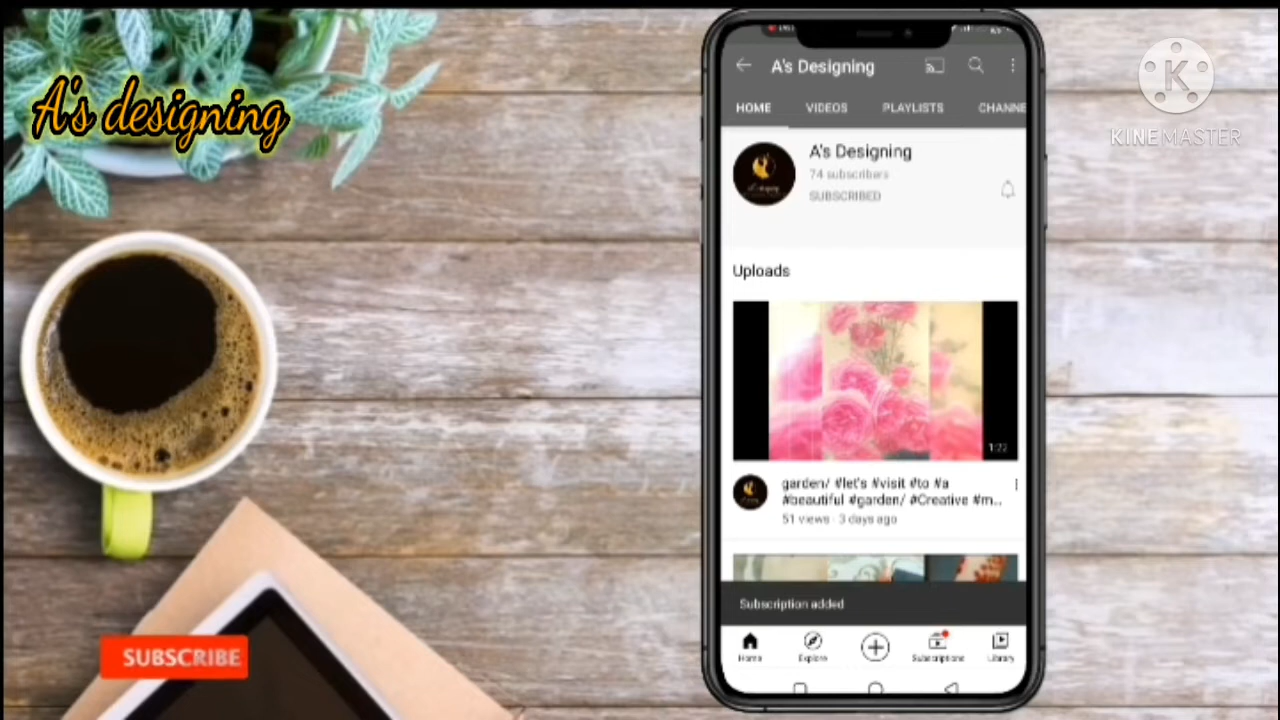 A's designing
KINEMASTER
A's Designing
HOME VIDEOS PLAYLISTS CHANNE
A's Designing
74 subscribers
SUBSCRIBED
Uploads
1:22
garden/ #let's #visit #to #a
#beautiful #garden/ #Creative #m...
51 views · 3 days ago
Subscription added
Home Explore Subscriptions Library
SUBSCRIBE